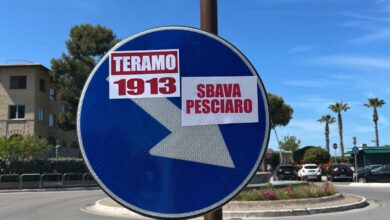 TERAMO
1913
SBAVA
PESCIARO